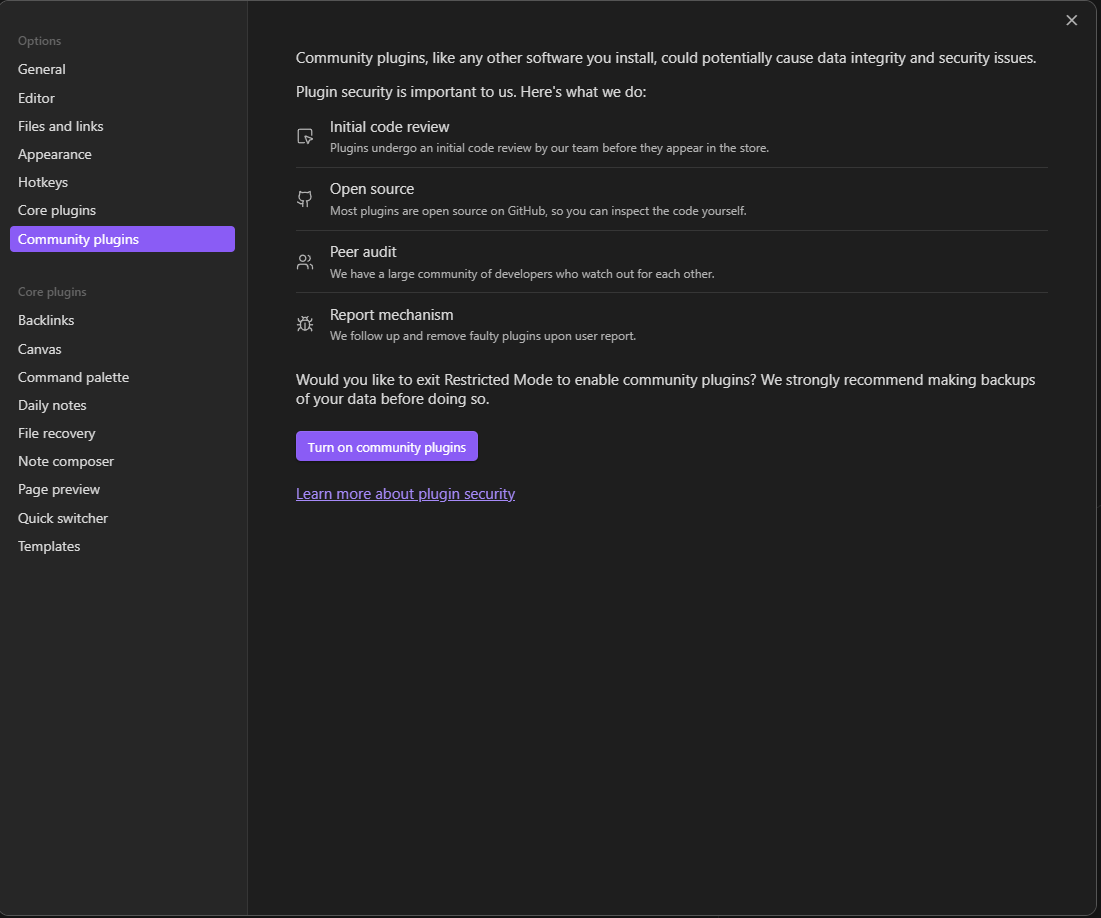 Options
General
Editor
Files and links
Appearance
Hotkeys
Core plugins
Community plugins
Core plugins
Backlinks
Canvas
Command palette
Daily notes
File recovery
Note composer
Page preview
Quick switcher
Templates
Community plugins, like any other software you install, could potentially cause data integrity and security issues.
Plugin security is important to us. Here's what we do:
Initial code review
Plugins undergo an initial code review by our team before they appear in the store.
Open source
Most plugins are open source on GitHub, so you can inspect the code yourself.
Peer audit
We have a large community of developers who watch out for each other.
Report mechanism
We follow up and remove faulty plugins upon user report.
Would you like to exit Restricted Mode to enable community plugins? We strongly recommend making backups
of your data before doing so.
Turn on community plugins
Learn more about plugin security